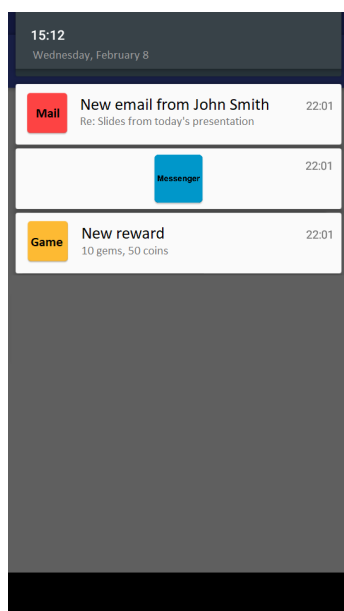 15:12
Wednesday, February 8
Mail
New email from John Smith
22:01
Re: Slides from today's presentation
Messenger
22:01
Game
New reward
22:01
10 gems, 50 coins